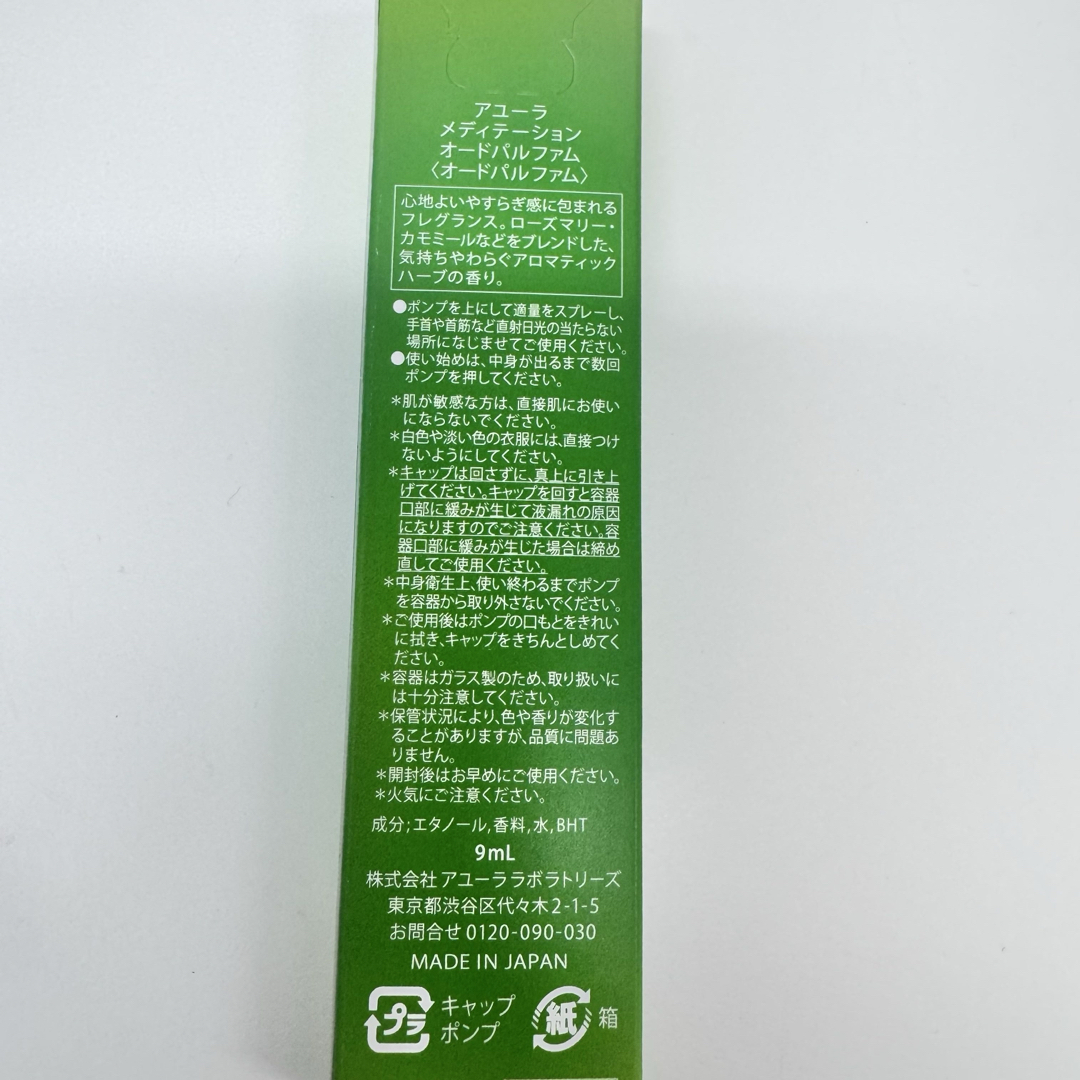 アユーラ
メディテーション
オードパルファム
〈オードパルファム〉
心地よいやすらぎ感に包まれる
フレグランス。ローズマリー・
カモミールなどをブレンドした、
気持ちやわらぐアロマティック
ハーブの香り。
●ポンプを上にして適量をスプレーし、
手首や首筋など直射日光の当たらない
場所になじませてご使用ください。
●使い始めは、中身が出るまで数回
ポンプを押してください。
＊肌が敏感な方は、直接肌にお使い
にならないでください。
＊白色や淡い色の衣服には、直接つけ
ないようにしてください。
＊キャップは回さずに、真上に引き上
げてください。キャップを回すと容器
口部に緩みが生じて液漏れの原因
になりますのでご注意ください。容
器口部に緩みが生じた場合は締め
直してご使用ください。
＊中身衛生上、使い終わるまでポンプ
を容器から取り外さないでください。
＊ご使用後はポンプの口もとをきれい
に拭き、キャップをきちんとしめてく
ださい。
＊容器はガラス製のため、取り扱いに
は十分注意してください。
＊保管状況により、色や香りが変化す
ることがありますが、品質に問題あ
りません。
＊開封後はお早めにご使用ください。
＊火気にご注意ください。
成分;エタノール,香料,水,BHT
9mL
株式会社 アユーララボラトリーズ
東京都渋谷区代々木2-1-5
お問合せ 0120-090-030
MADE IN JAPAN
プラ キャップ
ポンプ
紙 箱